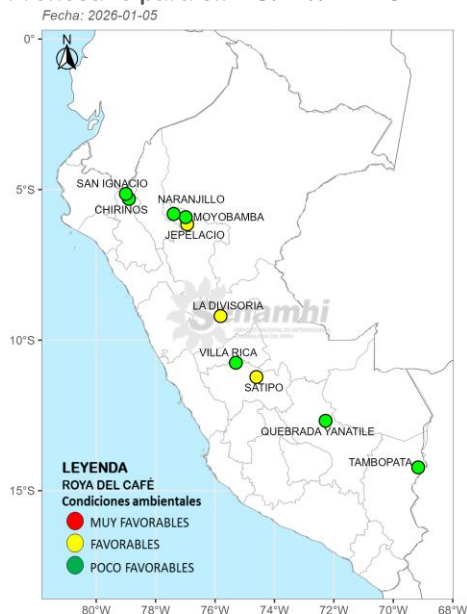 Fecha: 2026-01-05
N
0°
5°S
10°S
15°S
80°W
78°W
76°W
74°W
72°W
70°W
68°W
SAN IGNACIO
CHIRINOS
NARANJILLO
MOYOBAMBA
JEPELACIO
LA DIVISORIA
VILLA RICA
SATIPO
QUEBRADA YANATILE
TAMBOPATA
LEYENDA
ROYA DEL CAFÉ
Condiciones ambientales
MUY FAVORABLES
FAVORABLES
POCO FAVORABLES